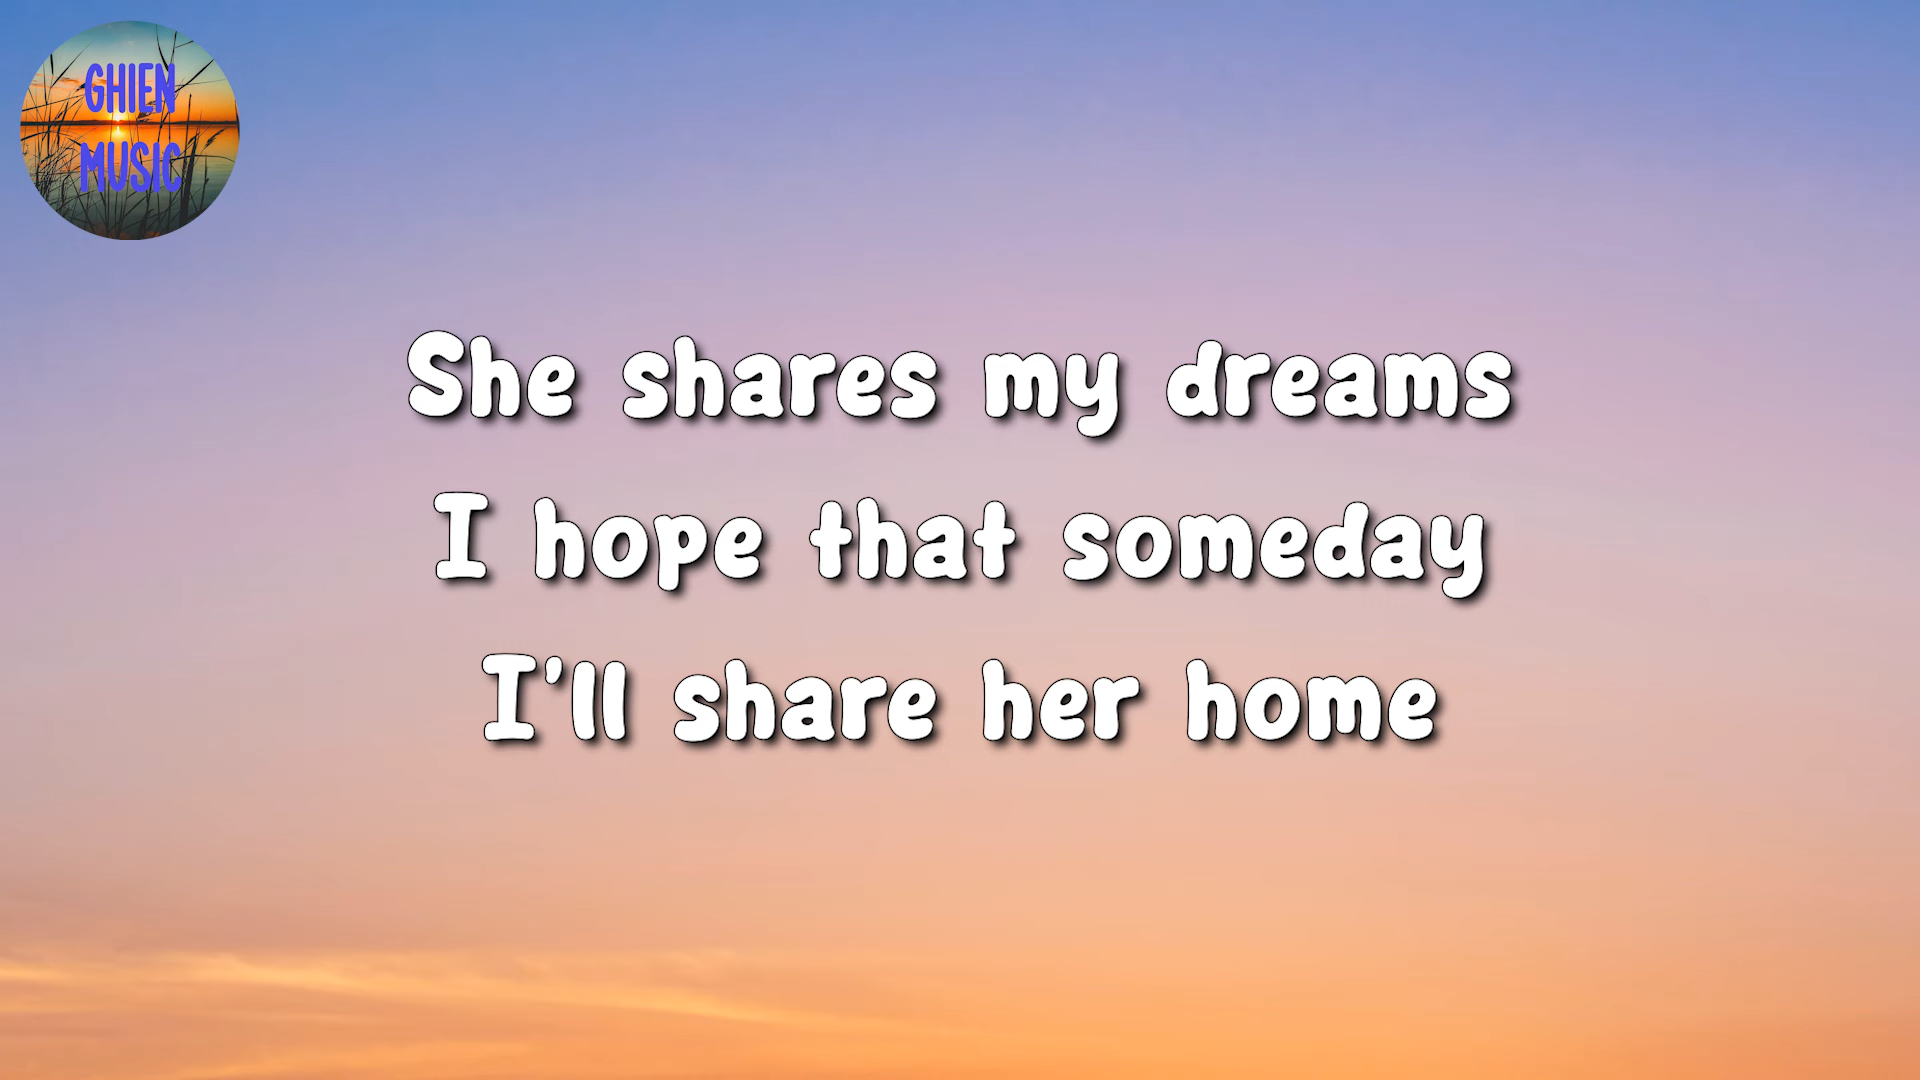 GHIEN
MUSIC
She shares my dreams
I hope that someday
I'll share her home